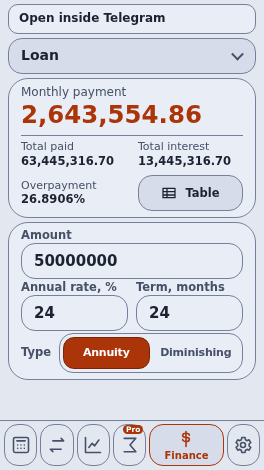 Open inside Telegram
Loan
Monthly payment
2,643,554.86
Total paid
63,445,316.70
Total interest
13,445,316.70
Overpayment
26.8906%
Table
Amount
50000000
Annual rate, %
24
Term, months
24
Type
Annuity
Diminishing
Pro
Finance